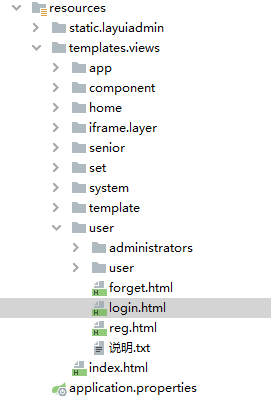 resources
static.layuiadmin
templates.views
app
component
home
iframe.layer
senior
set
system
template
user
administrators
user
forget.html
login.html
reg.html
说明.txt
index.html
application.properties